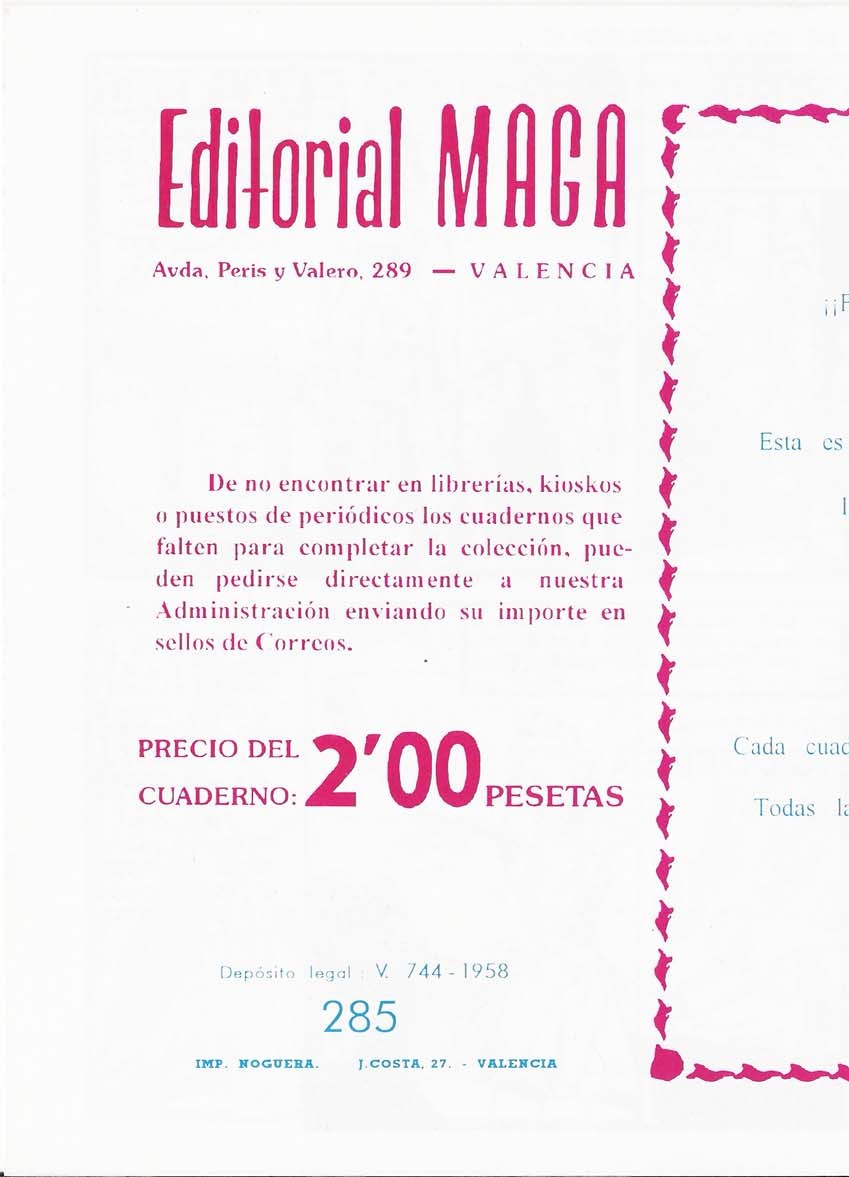 Editorial MAGA
Avda. Peris y Valero, 289 — VALENCIA
De no encontrar en librerías, kioskos
o puestos de periódicos los cuadernos que
falten para completar la colección, pue-
den pedirse directamente a nuestra
Administración enviando su importe en
sellos de Correos.
PRECIO DEL
CUADERNO: 2'00 PESETAS
Depósito legal : V. 744 - 1958
285
IMP. NOGUERA. J. COSTA, 27. - VALENCIA
¡¡
Esta es
Cada
Todas